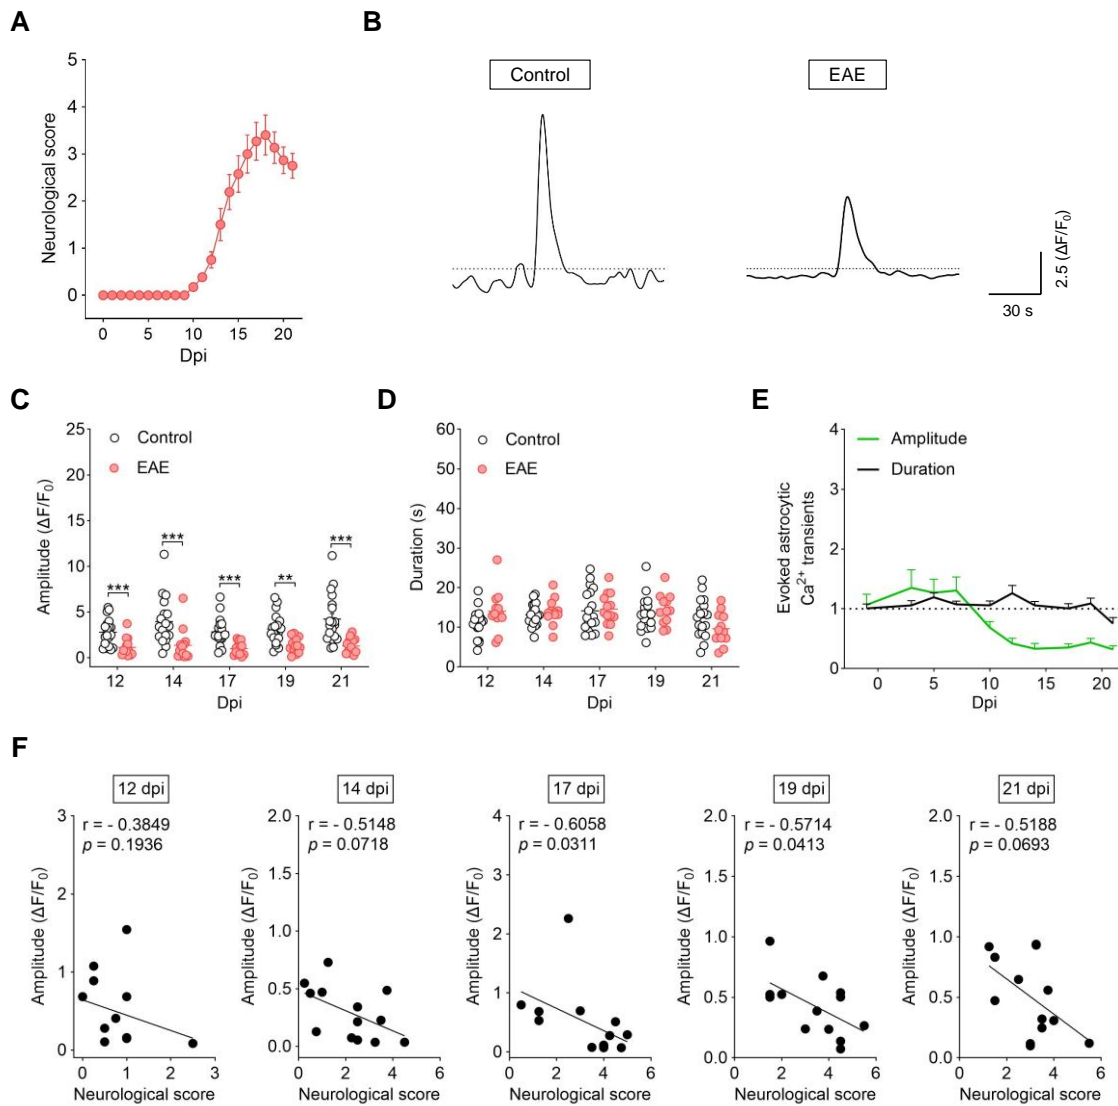 A
B
5
4
3
2
1
0
Neurological score
0 5 10 15 20
Dpi
Control
EAE
2.5 (ΔF/F₀)
30 s
C
D
E
25
20
15
10
5
0
Amplitude (ΔF/F₀)
Control
EAE
***
***
***
**
***
12 14 17 19 21
Dpi
60
50
40
30
20
10
0
Duration (s)
Control
EAE
12 14 17 19 21
Dpi
4
3
2
1
0
Evoked astrocytic
Ca²⁺ transients
Amplitude
Duration
0 5 10 15 20
Dpi
F
12 dpi
r = - 0.3849
p = 0.1936
3
2
1
0
Amplitude (ΔF/F₀)
0 1 2 3
Neurological score
14 dpi
r = - 0.5148
p = 0.0718
2.0
1.5
1.0
0.5
0.0
Amplitude (ΔF/F₀)
0 2 4 6
Neurological score
17 dpi
r = - 0.6058
p = 0.0311
4
3
2
1
0
Amplitude (ΔF/F₀)
0 2 4 6
Neurological score
19 dpi
r = - 0.5714
p = 0.0413
2.0
1.5
1.0
0.5
0.0
Amplitude (ΔF/F₀)
0 2 4 6
Neurological score
21 dpi
r = - 0.5188
p = 0.0693
2.0
1.5
1.0
0.5
0.0
Amplitude (ΔF/F₀)
0 2 4 6
Neurological score